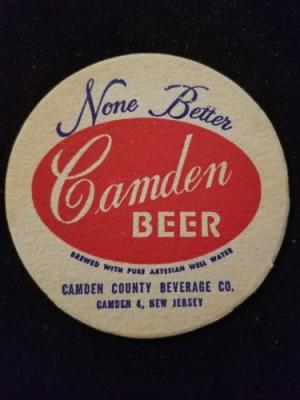 None Better
Camden
BEER
BREWED WITH PURE ARTESIAN WELL WATER
CAMDEN COUNTY BEVERAGE CO.
CAMDEN 4, NEW JERSEY